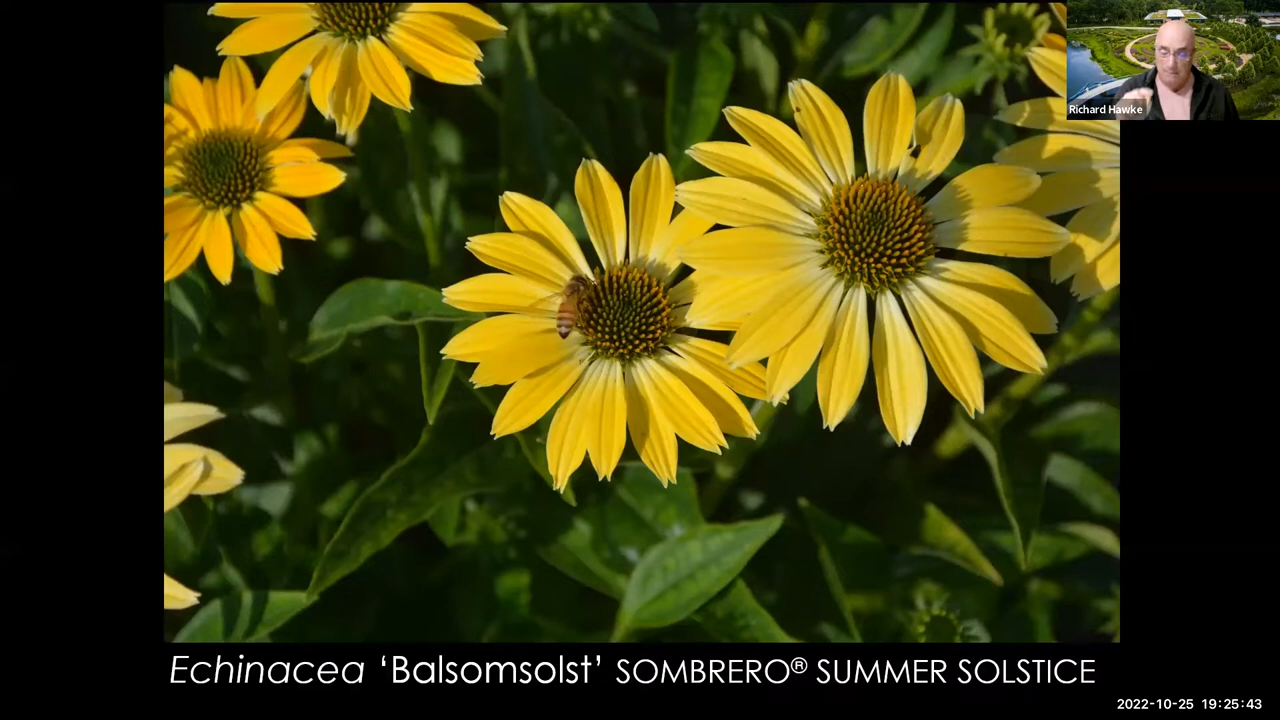 Richard Hawke
Echinacea ‘Balsomsolst’ SOMBRERO® SUMMER SOLSTICE
2022-10-25 19:25:43